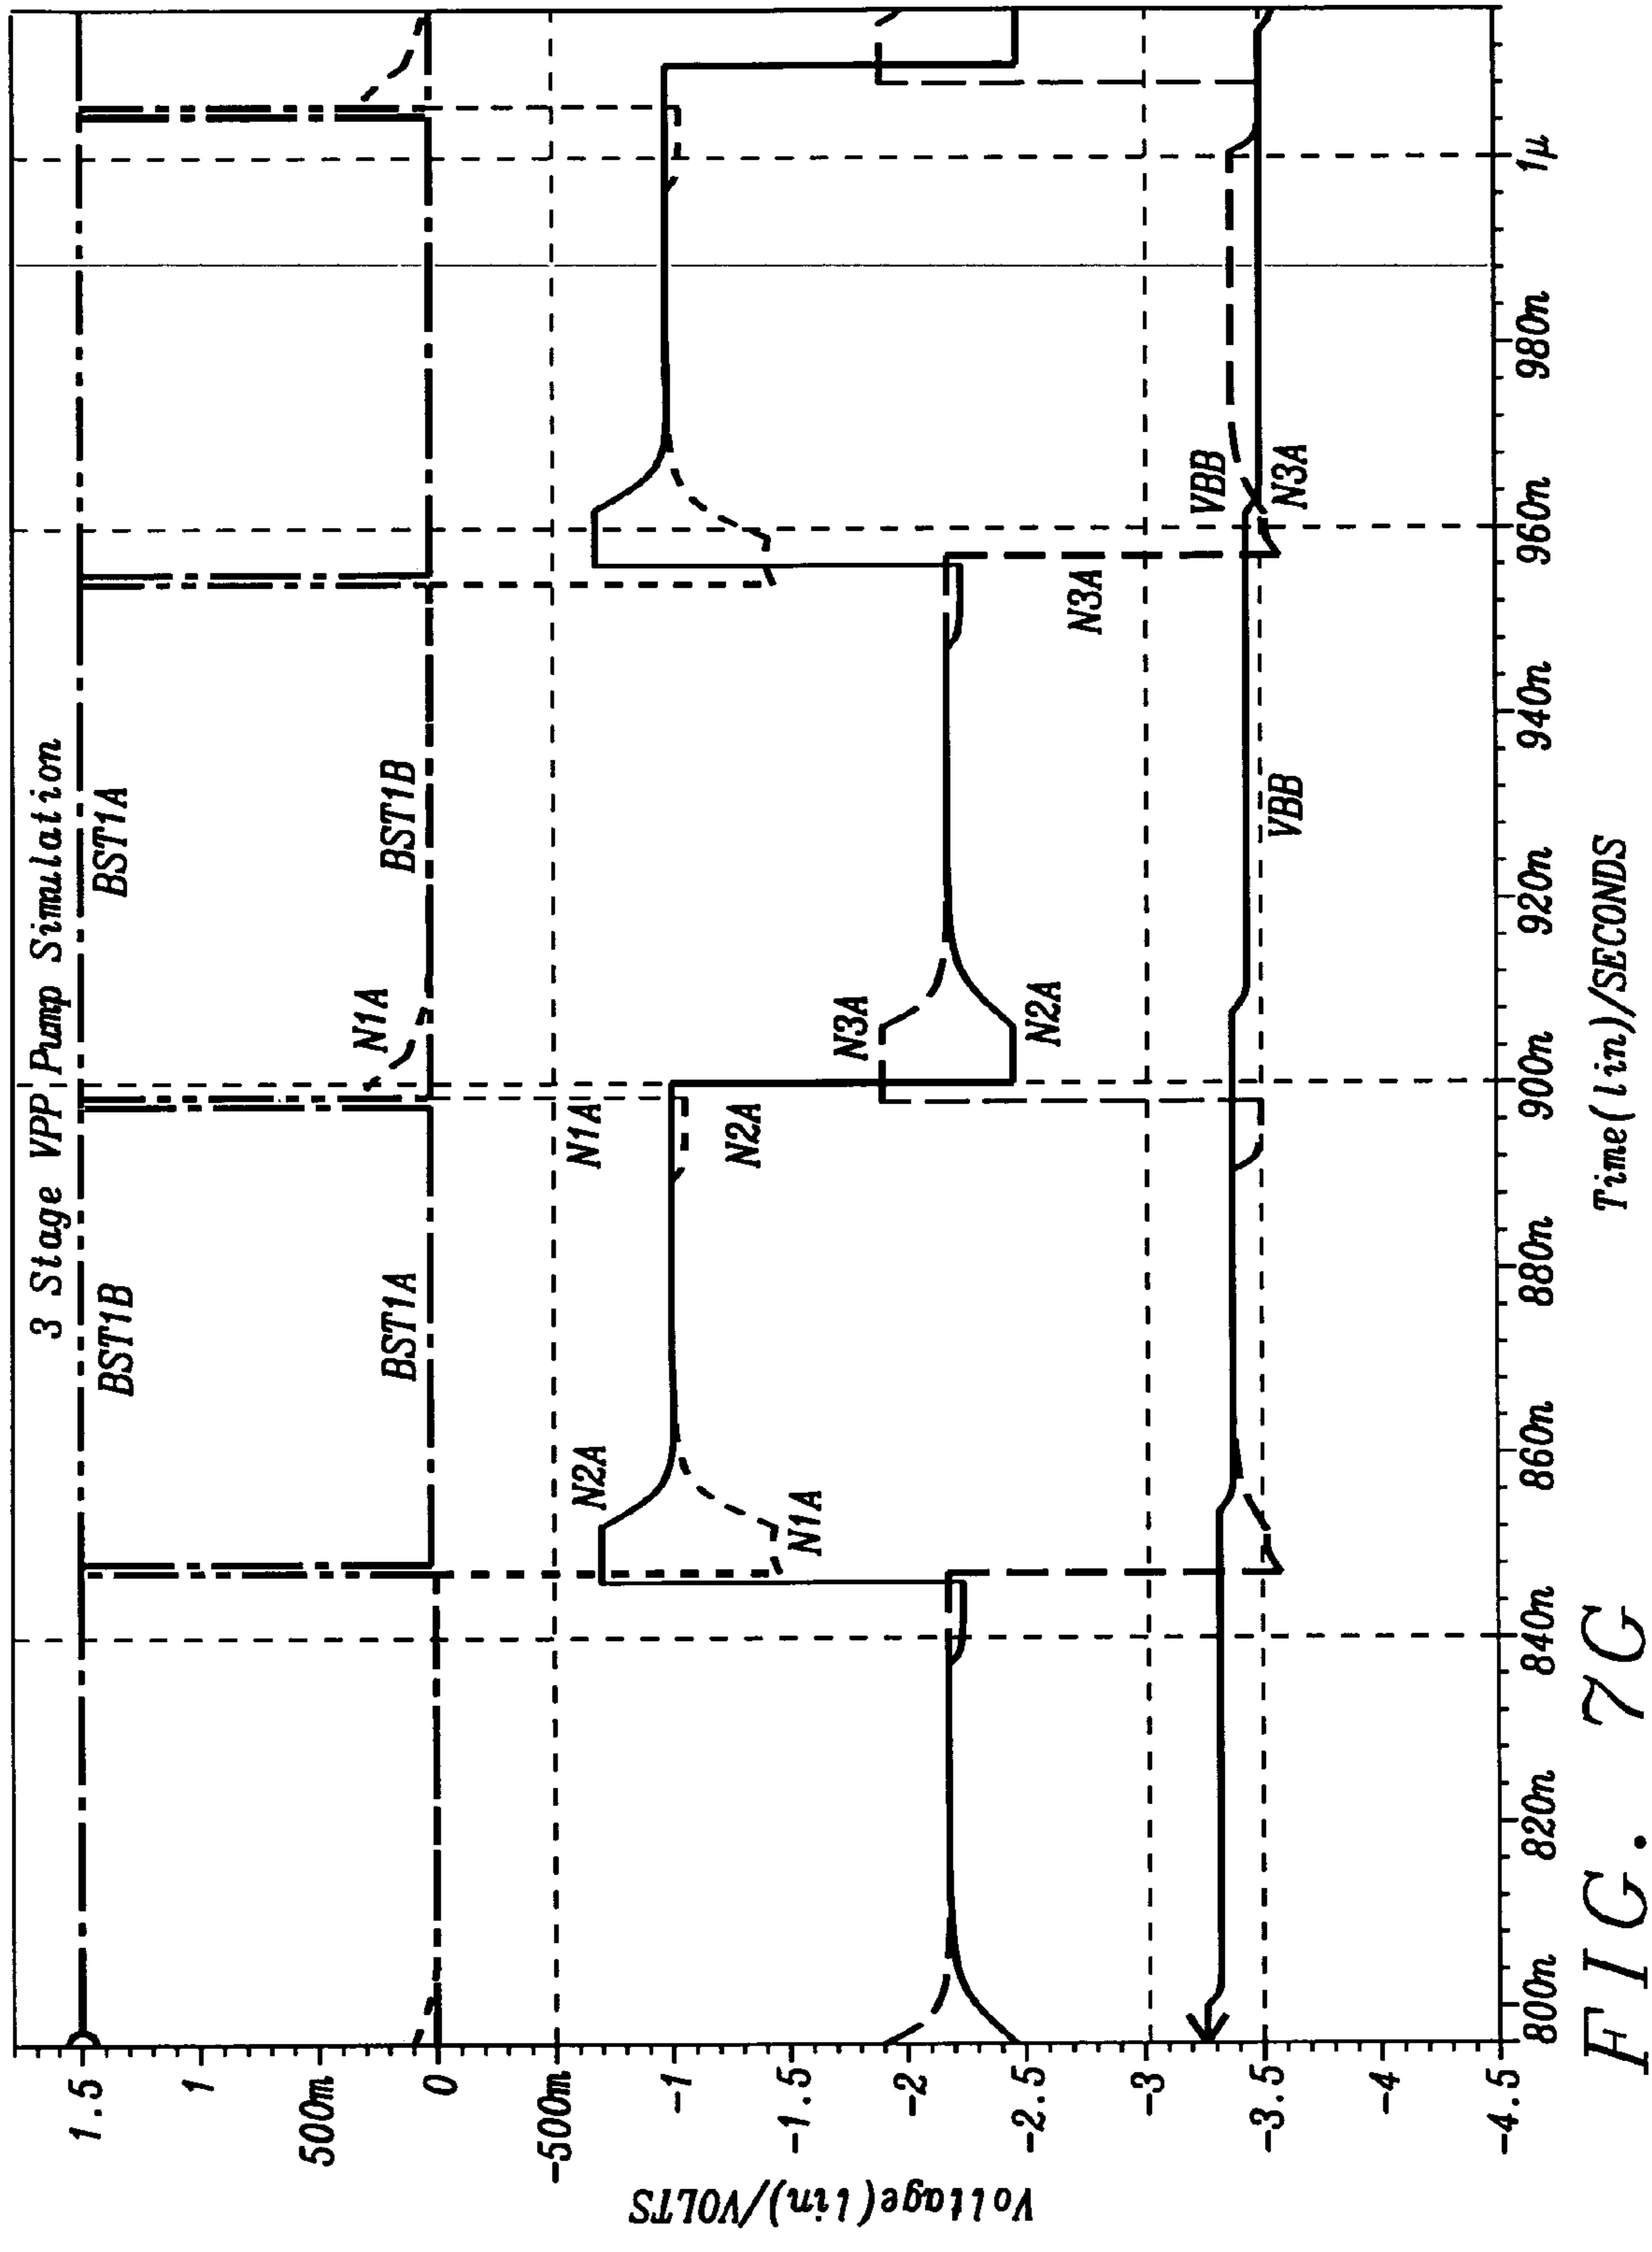 3 Stage VPP Pump Simulation
BST1B
BST1A
N1A
BST1A
BST1B
N2A
N1A
N1A
N2A
N3A
N2A
N3A
VBB
N3A
VBB
1.5
1
500m
0
-500m
-1
-1.5
-2
-2.5
-3
-3.5
-4
-4.5
Voltage(lin)/VOLTS
800n
820n
840n
860n
880n
900n
920n
940n
960n
980n
1µ
Time(lin)/SECONDS
FIG. 7G